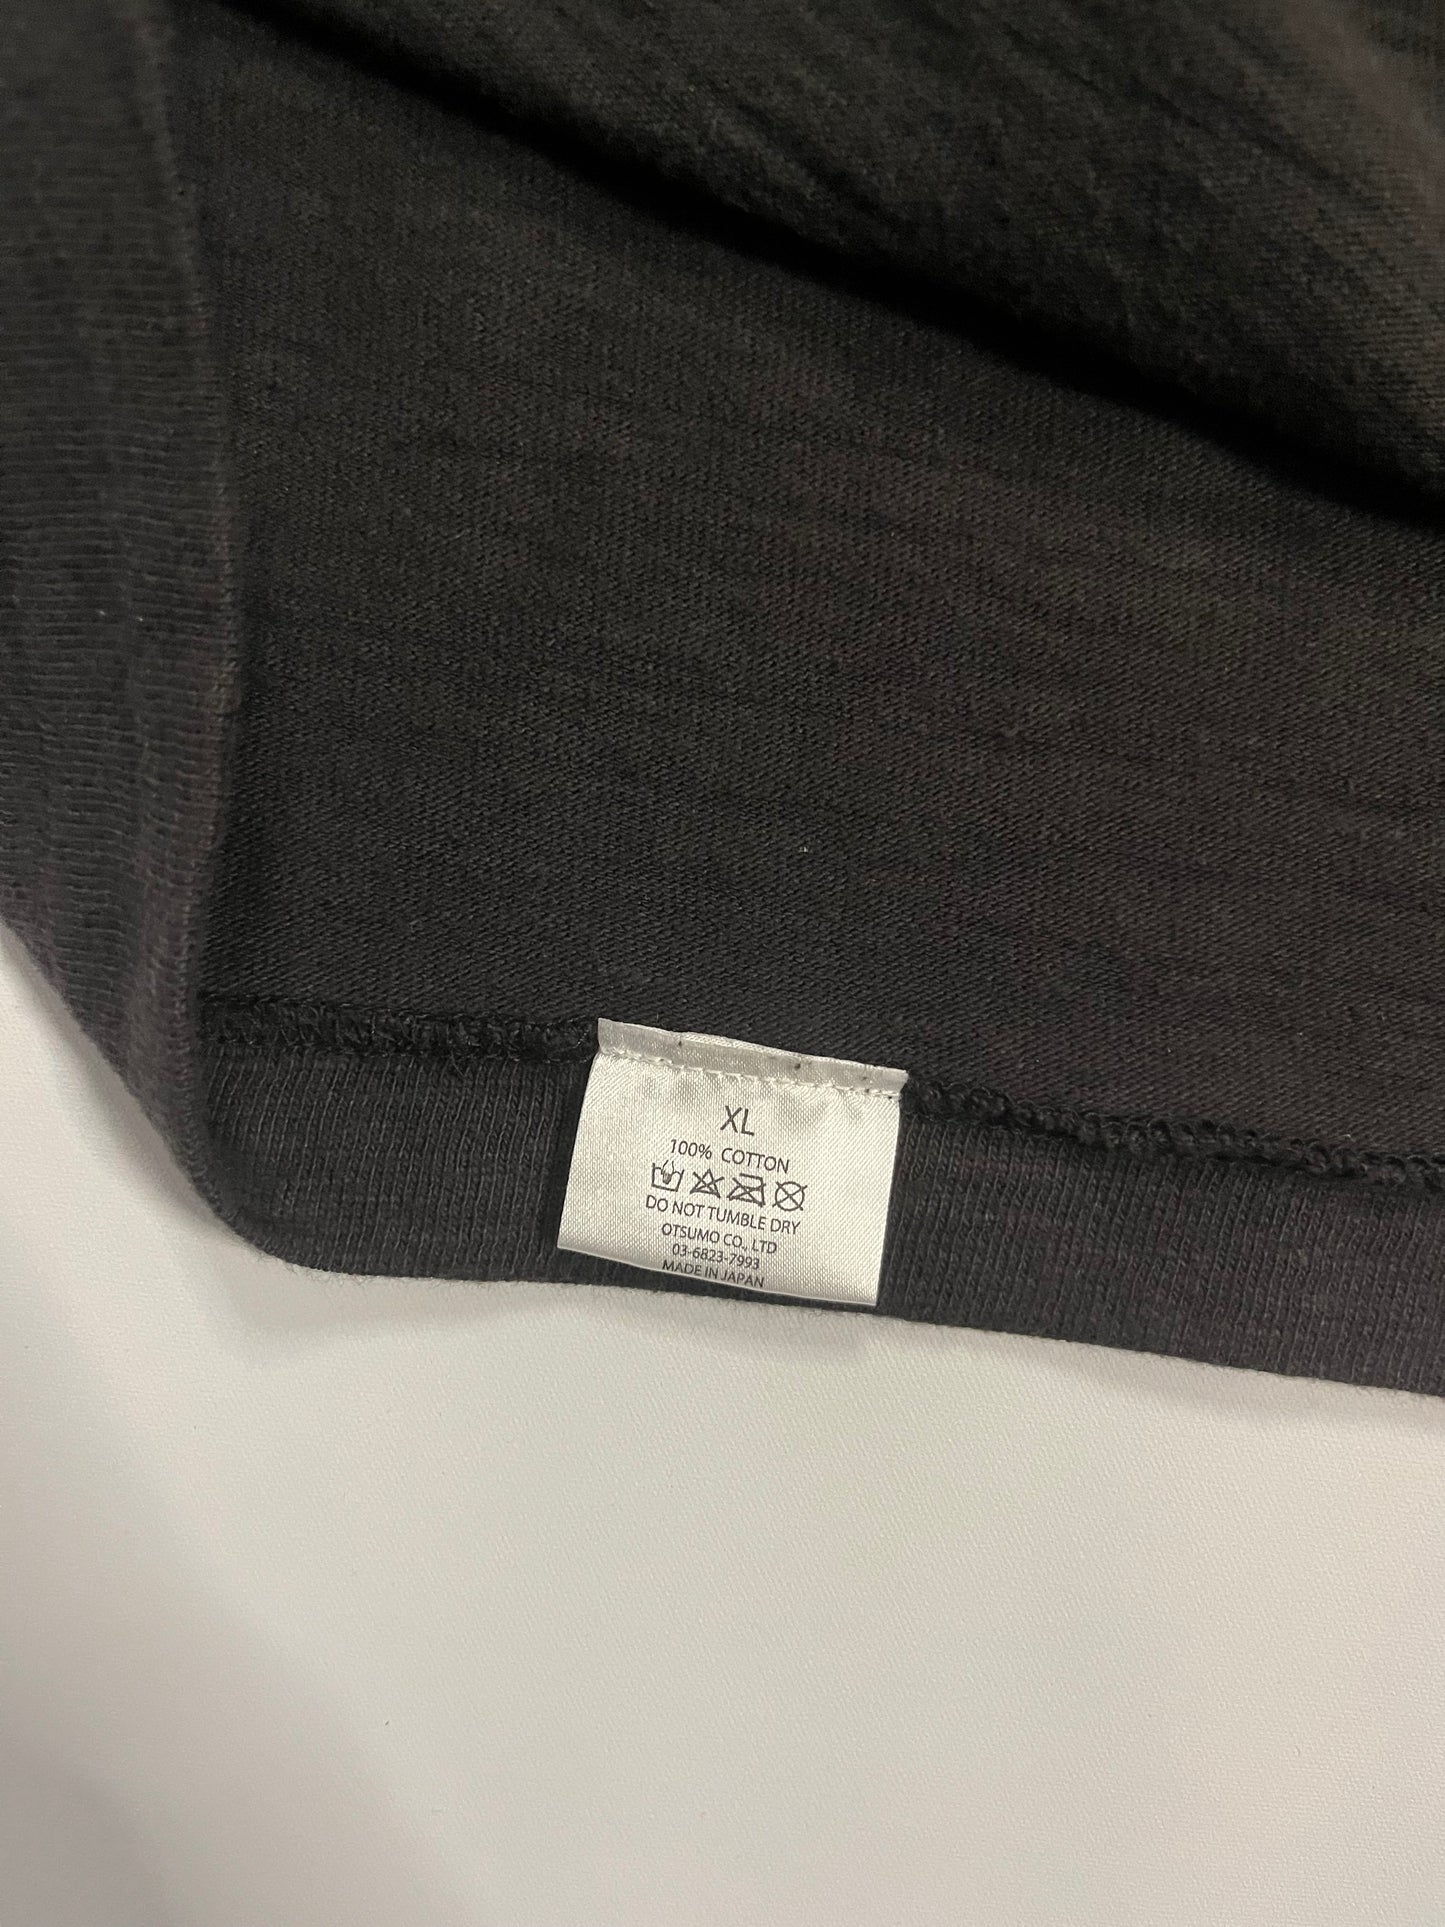 XL
100% COTTON
DO NOT TUMBLE DRY
OTSUMO CO., LTD
03-6823-7993
MADE IN JAPAN